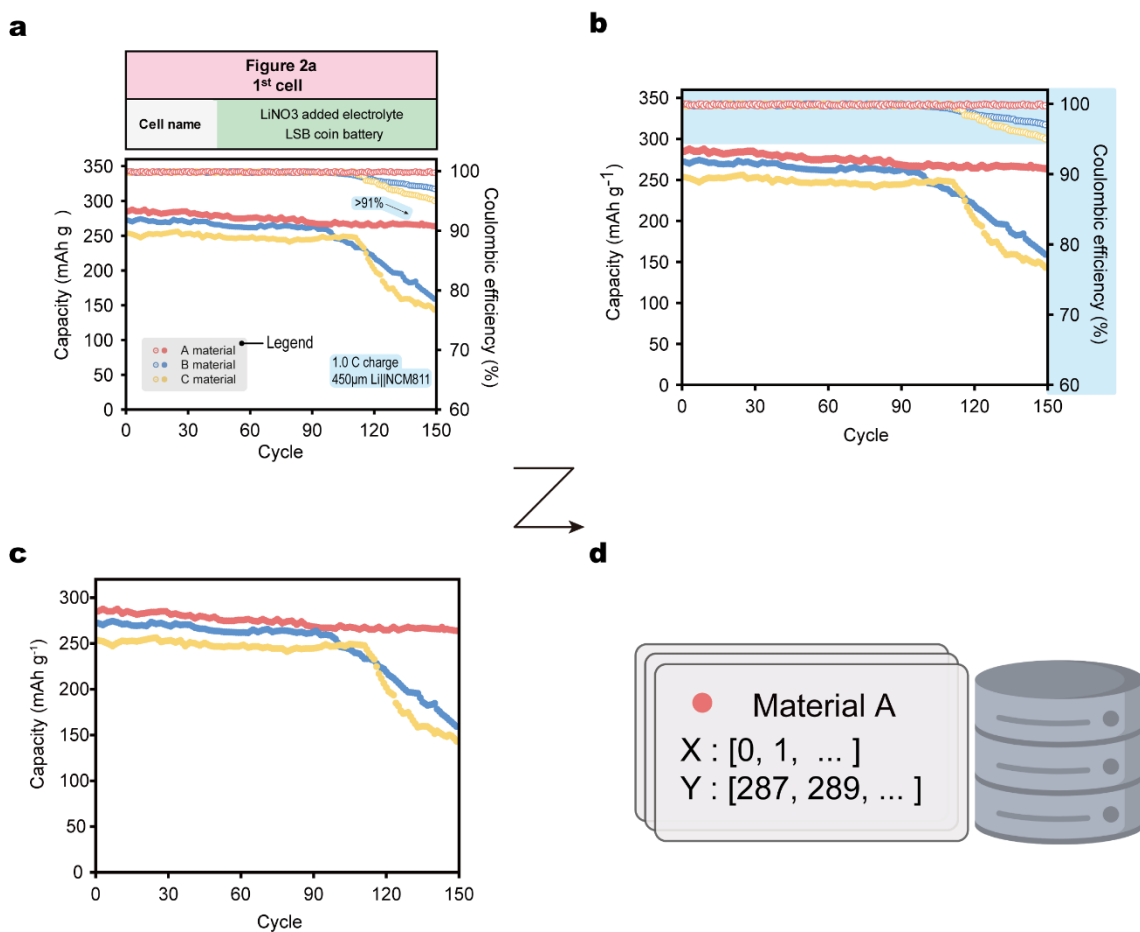 a
Figure 2a
1st cell
Cell name
LiNO3 added electrolyte
LSB coin battery
350
300
250
200
150
100
50
0
Capacity (mAh g)
100
90
80
70
60
Coulombic efficiency (%)
>91%
Legend
A material
B material
C material
1.0 C charge
450μm Li||NCM811
0
30
60
90
120
150
Cycle
b
350
300
250
200
150
100
50
0
Capacity (mAh g-1)
100
90
80
70
60
Coulombic efficiency (%)
0
30
60
90
120
150
Cycle
c
300
250
200
150
100
50
0
Capacity (mAh g-1)
0
30
60
90
120
150
Cycle
d
Material A
X : [0, 1, ... ]
Y : [287, 289, ... ]